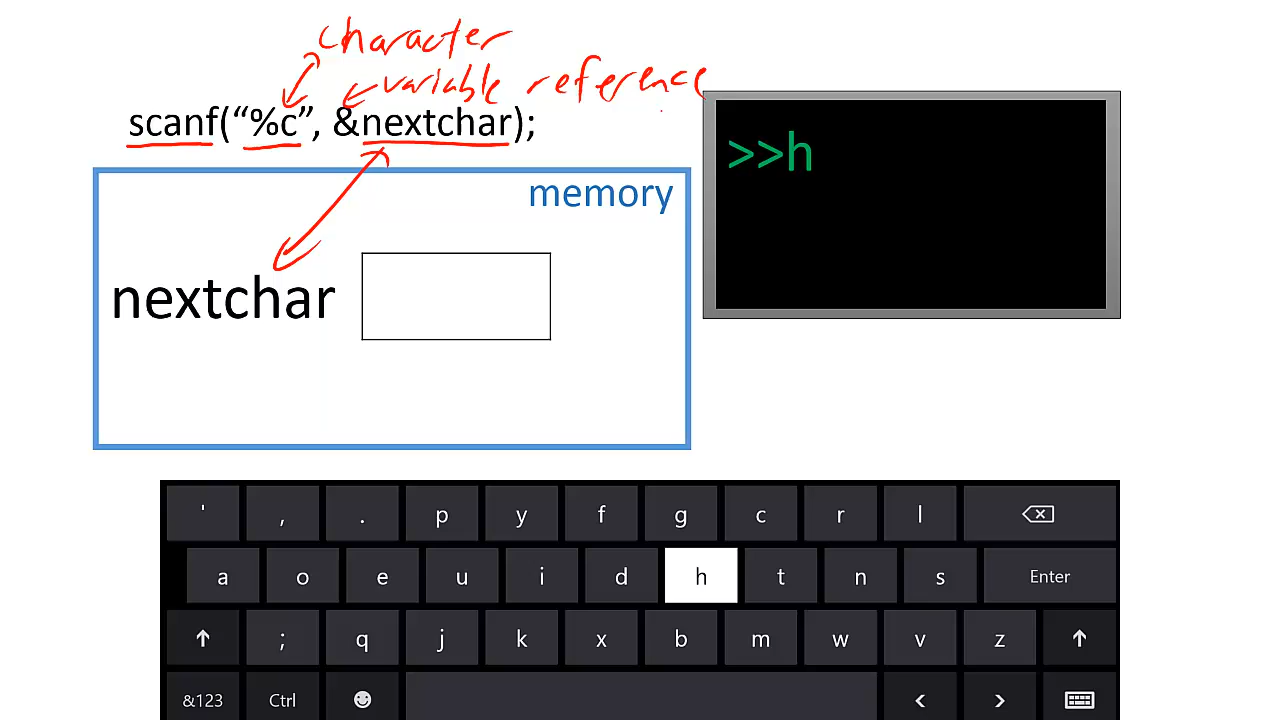 character
variable reference
scanf(“%c”, &nextchar);
memory
nextchar
>>h
' , . p y f g c r l
a o e u i d h t n s Enter
; q j k x b m w v z
&123 Ctrl < >